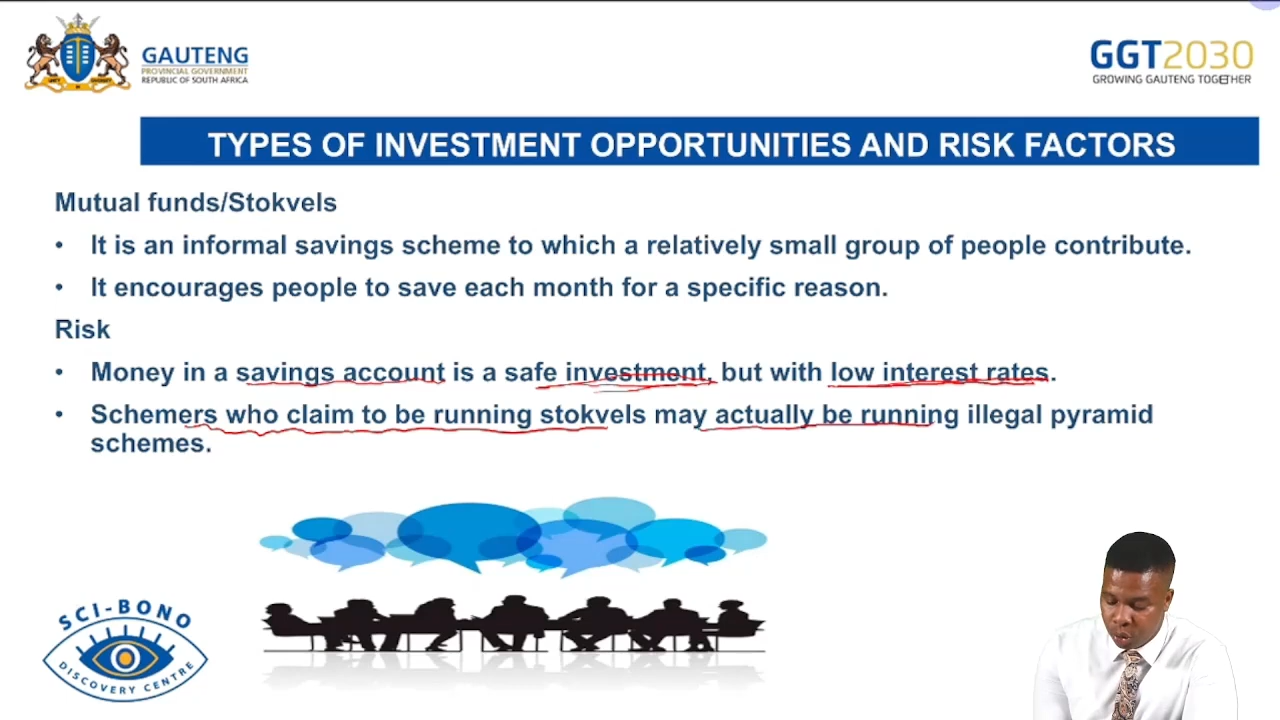 GAUTENG
PROVINCIAL GOVERNMENT
REPUBLIC OF SOUTH AFRICA
GGT2030
GROWING GAUTENG TOGETHER
TYPES OF INVESTMENT OPPORTUNITIES AND RISK FACTORS
Mutual funds/Stokvels
• It is an informal savings scheme to which a relatively small group of people contribute.
• It encourages people to save each month for a specific reason.
Risk
• Money in a savings account is a safe investment, but with low interest rates.
• Schemers who claim to be running stokvels may actually be running illegal pyramid
schemes.
SCI-BONO
DISCOVERY CENTRE